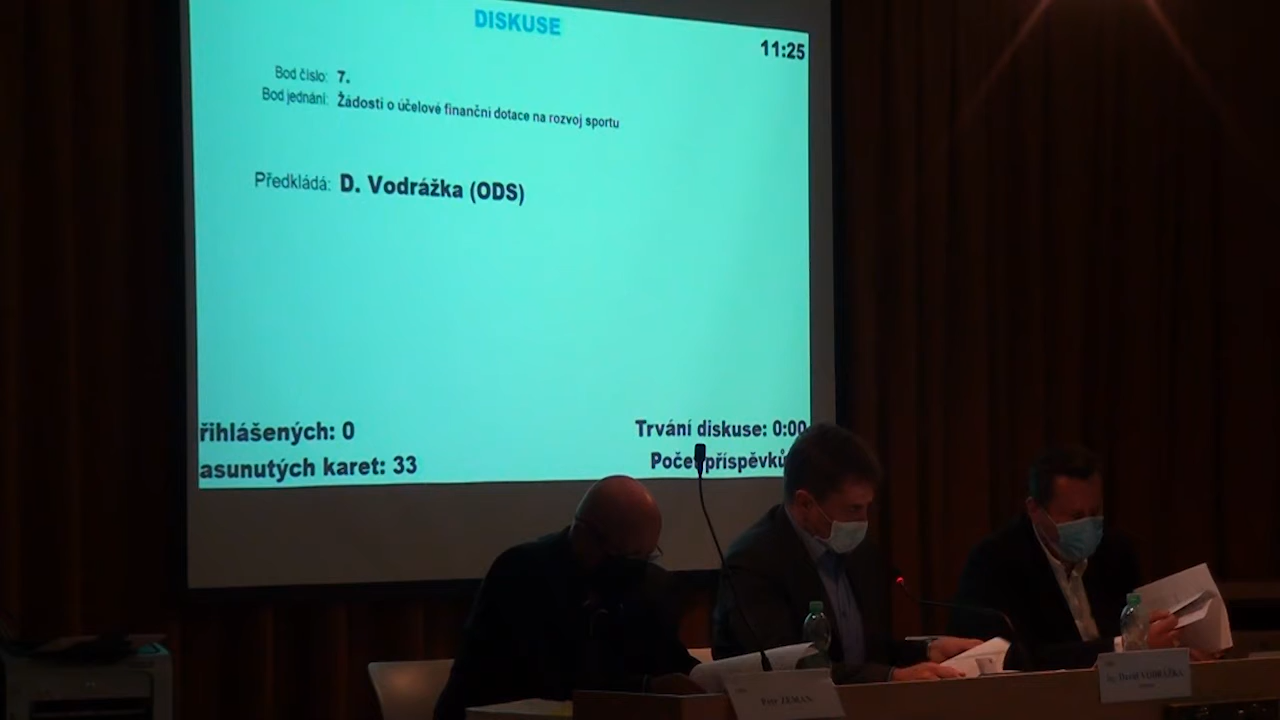 DISKUSE
11:25
Bod číslo: 7.
Bod jednání: Žádosti o účelové finanční dotace na rozvoj sportu
Předkládá: D. Vodrážka (ODS)
řihlášených: 0
Trvání diskuse: 0:00
asunutých karet: 33
Počet příspěvků
Petr ZEMAN
David VODRÁŽKA